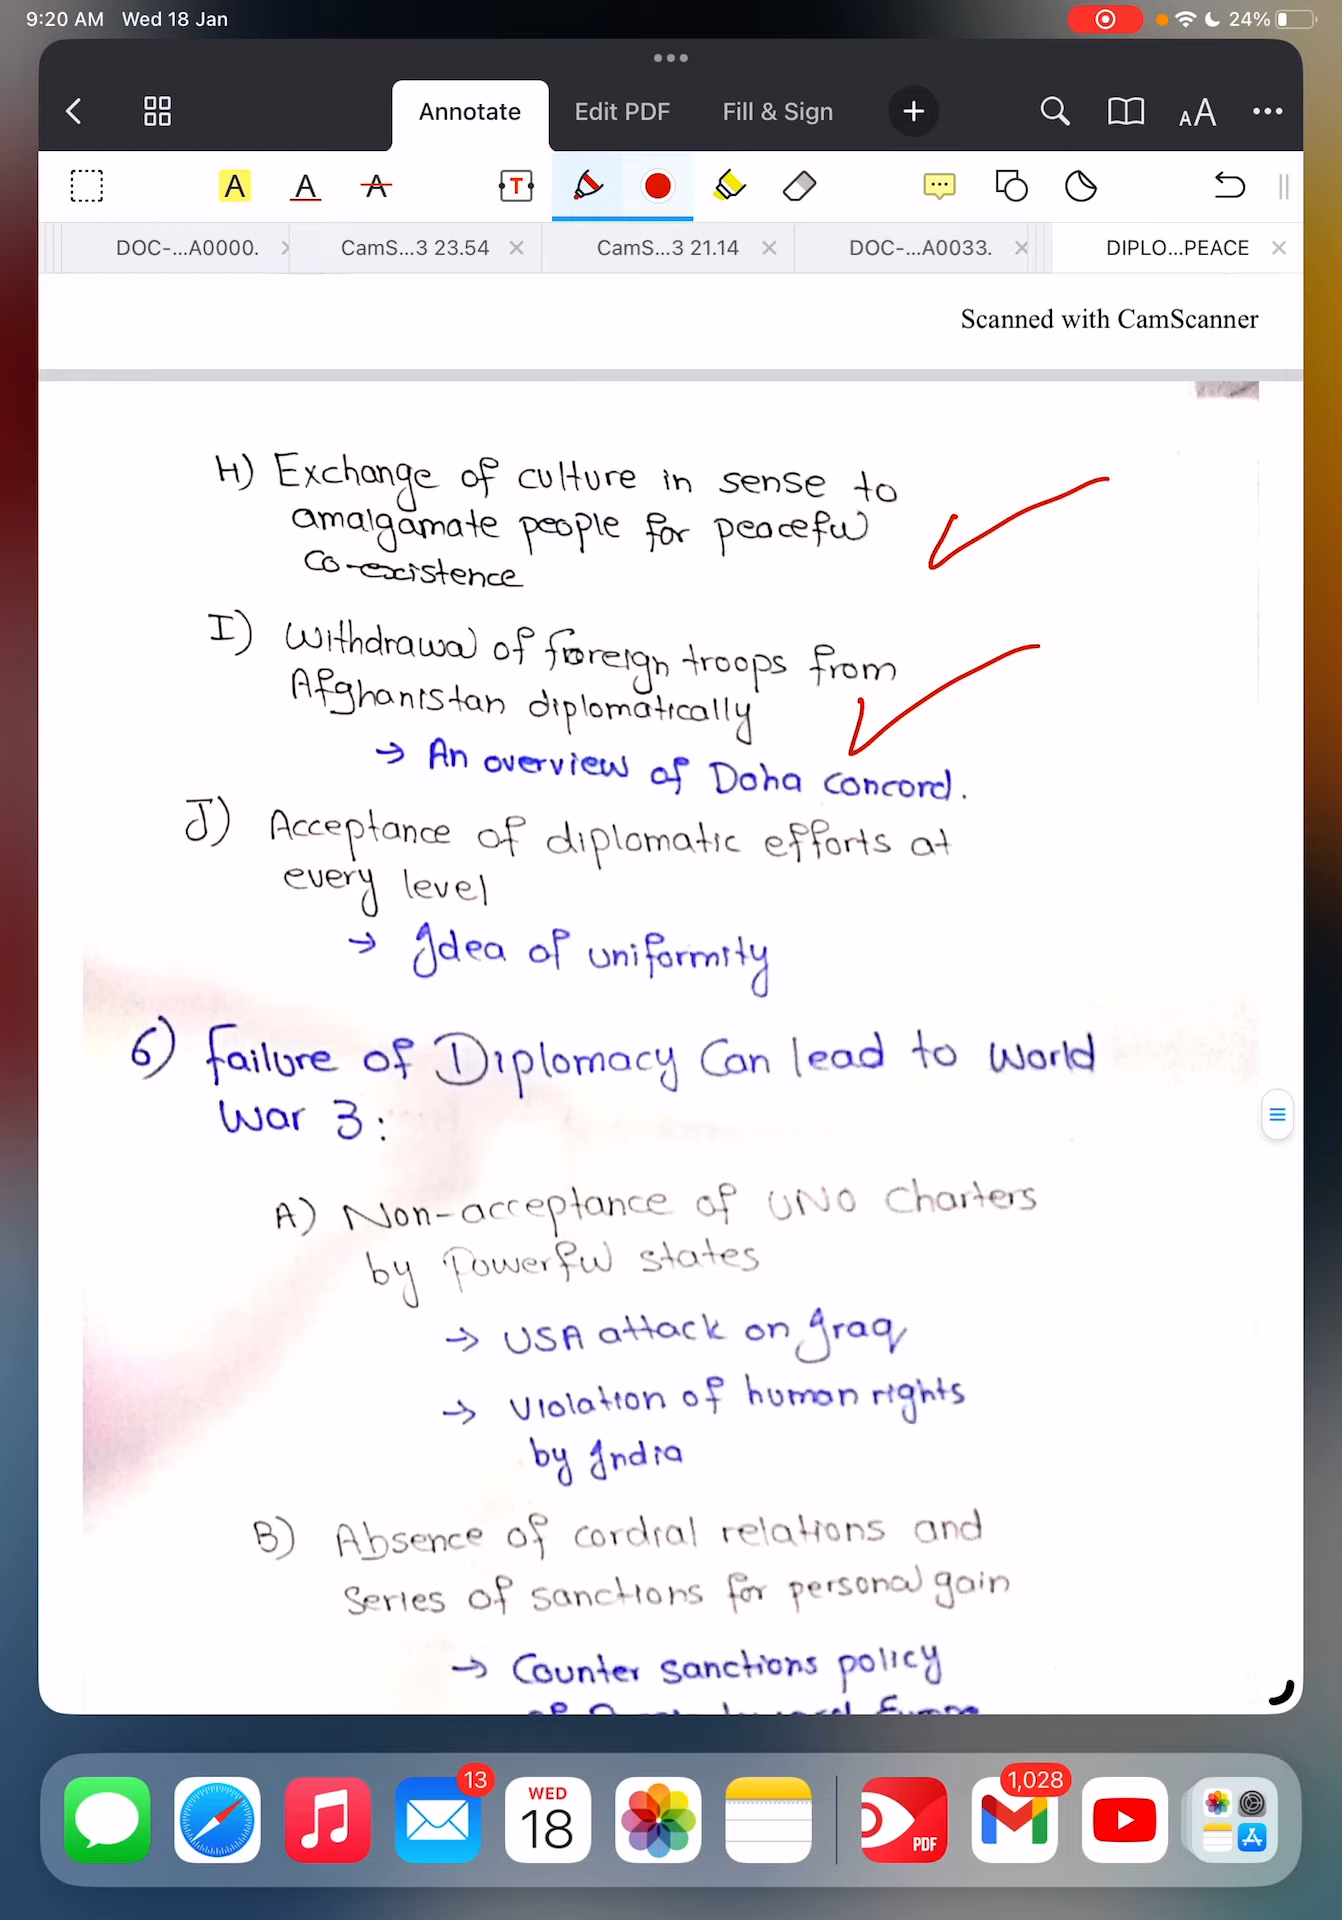 9:20 AM Wed 18 Jan
24%
Annotate
Edit PDF
Fill & Sign
A A A T AA
DOC-...A0000.
CamS...3 23.54
CamS...3 21.14
DOC-...A0033.
DIPLO...PEACE
Scanned with CamScanner
H) Exchange of culture in sense to
amalgamate people for peaceful
co-existence
I) Withdrawal of foreign troops from
Afghanistan diplomatically
→ An overview of Doha concord.
J) Acceptance of diplomatic efforts at
every level
→ Idea of uniformity
6) Failure of Diplomacy Can lead to World
War 3:
A) Non-acceptance of UNO Charters
by Powerful states
→ USA attack on Iraq
→ Violation of human rights
by India
B) Absence of cordial relations and
Series of sanctions for personal gain
→ Counter sanctions policy
13
WED
18
PDF
1,028